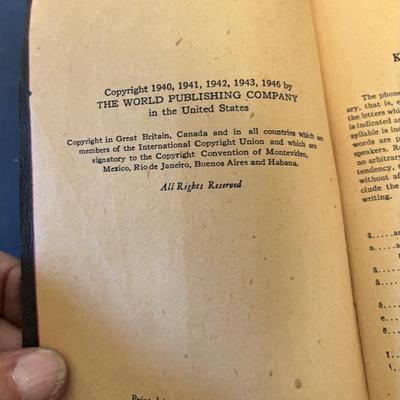 Copyright 1940, 1941, 1942, 1943, 1946 by
THE WORLD PUBLISHING COMPANY
in the United States
Copyright in Great Britain, Canada and in all countries which are
members of the International Copyright Union and which are
signatory to the Copyright Convention of Montevideo,
Mexico, Rio de Janeiro, Buenos Aires and Habana.
All Rights Reserved
K
The phone
ary, that is, e
the letters which
is indicated a
syllable is inc
words are p
speakers. R
no arbitrary
tendency,
without a
clude the
writing.
ā.....a
a.....a
ă
ä
ē
e
ẽ